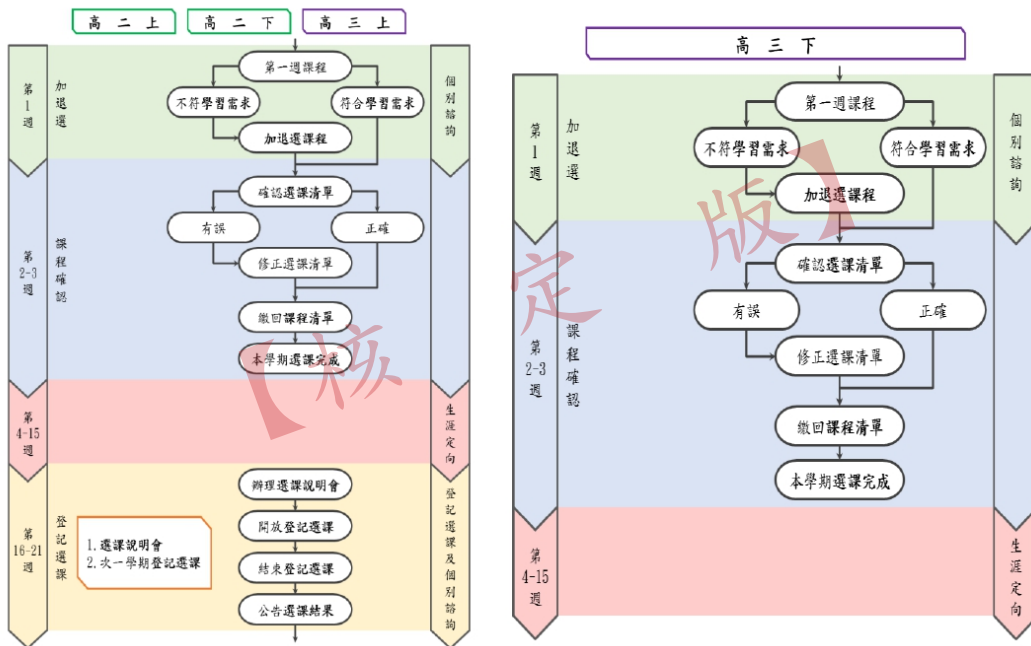 高二上
高二下
高三上
第1週
加退選
第一週課程
不符學習需求
符合學習需求
加退選課程
個別諮詢
第2-3週
課程確認
確認選課清單
有誤
正確
修正選課清單
繳回課程清單
本學期選課完成
第4-15週
生涯定向
第16-21週
登記選課
1.選課說明會
2.次一學期登記選課
辦理選課說明會
開放登記選課
結束登記選課
公告選課結果
登記選課及個別諮詢
高三下
第1週
加退選
第一週課程
不符學習需求
符合學習需求
加退選課程
個別諮詢
第2-3週
課程確認
確認選課清單
有誤
正確
修正選課清單
繳回課程清單
本學期選課完成
第4-15週
生涯定向
【核定版】